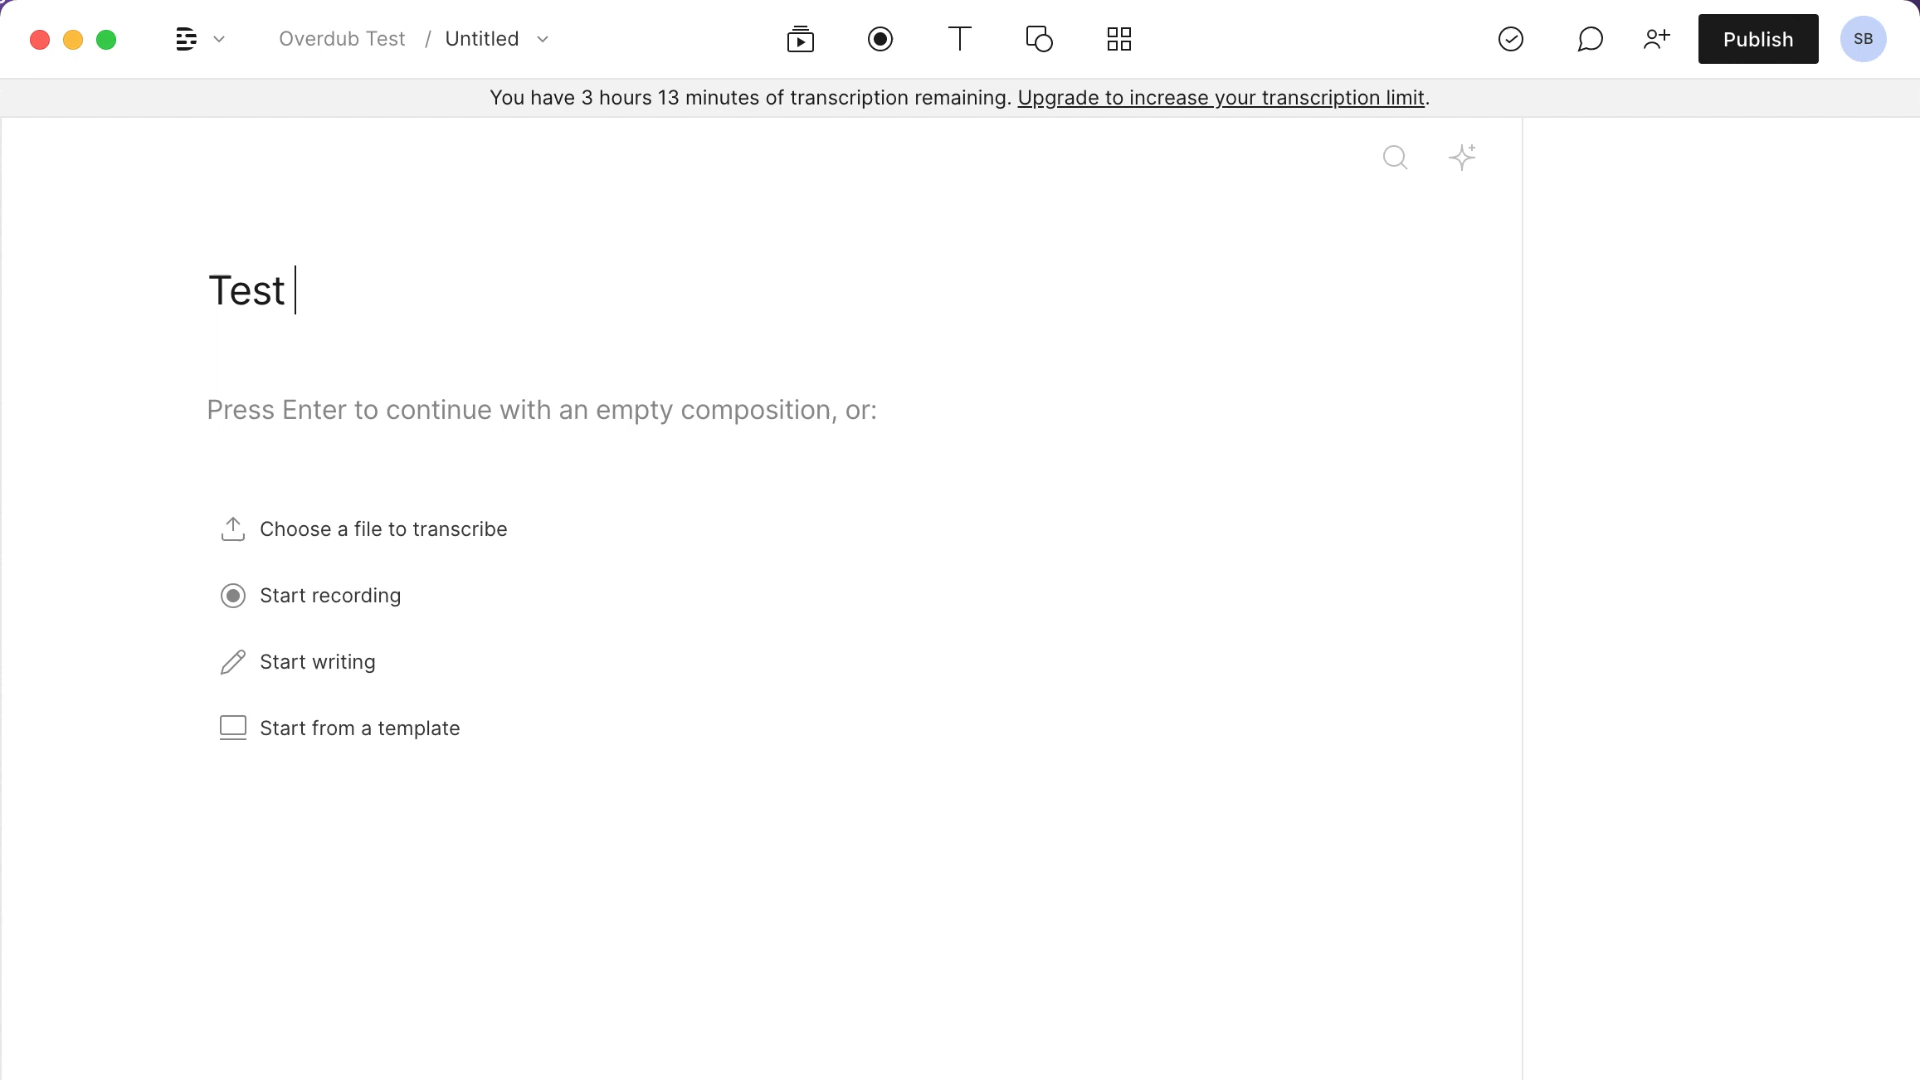 Overdub Test / Untitled
Publish
SB
You have 3 hours 13 minutes of transcription remaining. Upgrade to increase your transcription limit.
Test
Press Enter to continue with an empty composition, or:
Choose a file to transcribe
Start recording
Start writing
Start from a template